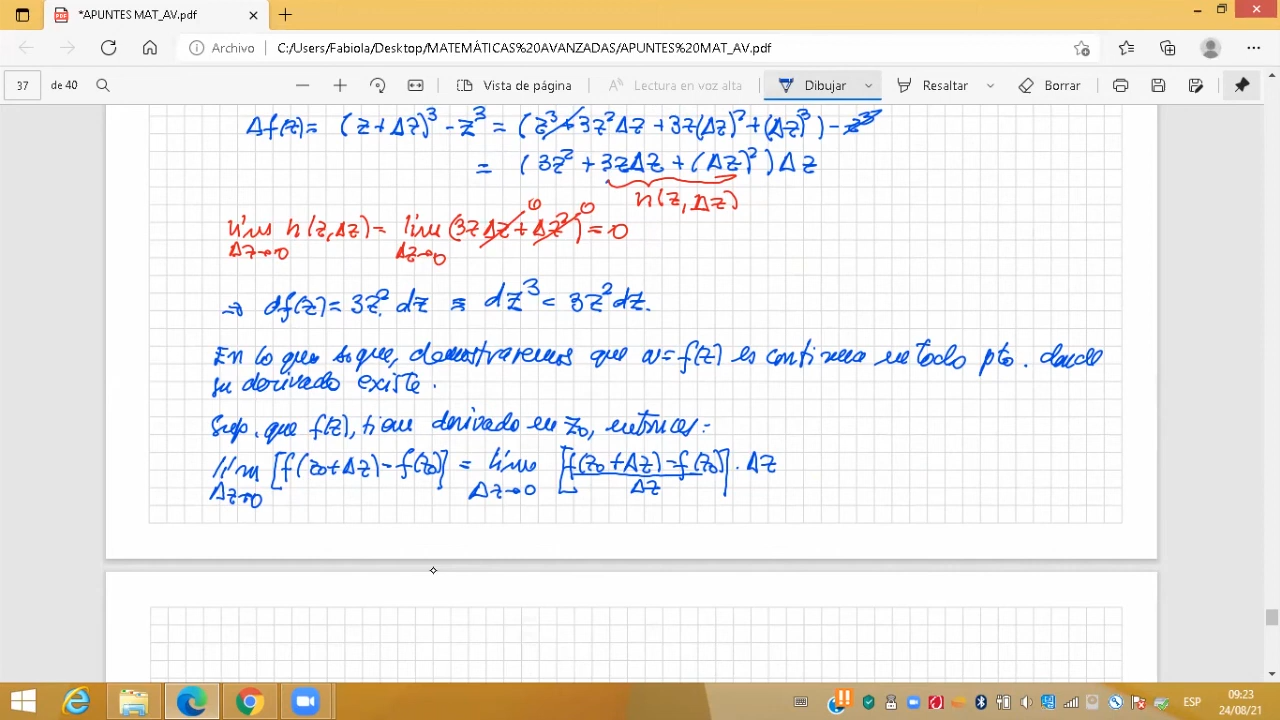 *APUNTES MAT_AV.pdf
Archivo C:/Users/Fabiola/Desktop/MATEMÁTICAS%20AVANZADAS/APUNTES%20MAT_AV.pdf
37 de 40 Vista de página Lectura en voz alta Dibujar Resaltar Borrar
Δf(z)= (z+Δz)³ - z³ = (z³+3z²Δz+3z(Δz)²+(Δz)³) - z³
= (3z² + 3zΔz + (Δz)²)Δz
η(z,Δz)
lím η(z,Δz)= lím (3zΔz+Δz²) = 0
Δz→0 Δz→0 0 0
⇒ df(z)= 3z² dz ≡ dz³ = 3z²dz.
En lo que sigue, demostraremos que w=f(z) es continua en todo pto. donde
su derivada existe.
Sup. que f(z), tiene derivada en z₀, entonces:
lím [f(z₀+Δz)-f(z₀)] = lím [f(z₀+Δz)-f(z₀)] . Δz
Δz→0 Δz→0 Δz
ESP 09:23
24/08/21